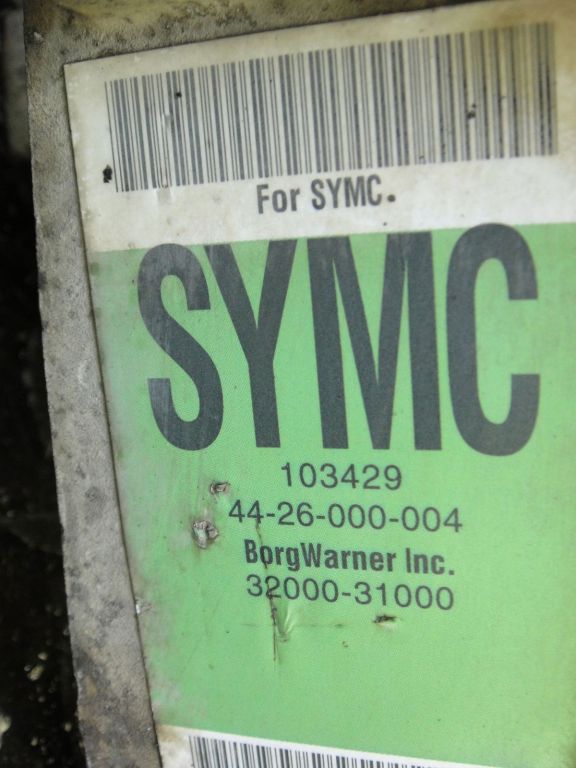 For SYMC.
SYMC
103429
44-26-000-004
BorgWarner Inc.
32000-31000